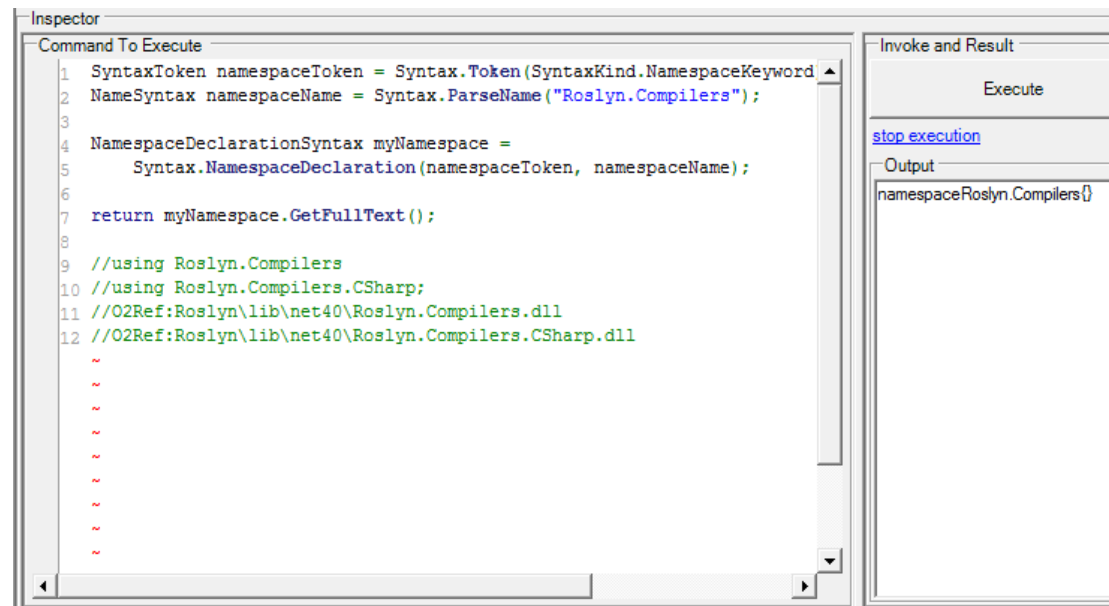 Inspector
Command To Execute
1 SyntaxToken namespaceToken = Syntax.Token(SyntaxKind.NamespaceKeyword
2 NameSyntax namespaceName = Syntax.ParseName("Roslyn.Compilers");
3
4 NamespaceDeclarationSyntax myNamespace =
5 Syntax.NamespaceDeclaration(namespaceToken, namespaceName);
6
7 return myNamespace.GetFullText();
8
9 //using Roslyn.Compilers
10 //using Roslyn.Compilers.CSharp;
11 //O2Ref:Roslyn\lib\net40\Roslyn.Compilers.dll
12 //O2Ref:Roslyn\lib\net40\Roslyn.Compilers.CSharp.dll
~
~
~
~
~
~
~
~
~
Invoke and Result
Execute
stop execution
Output
namespaceRoslyn.Compilers{}